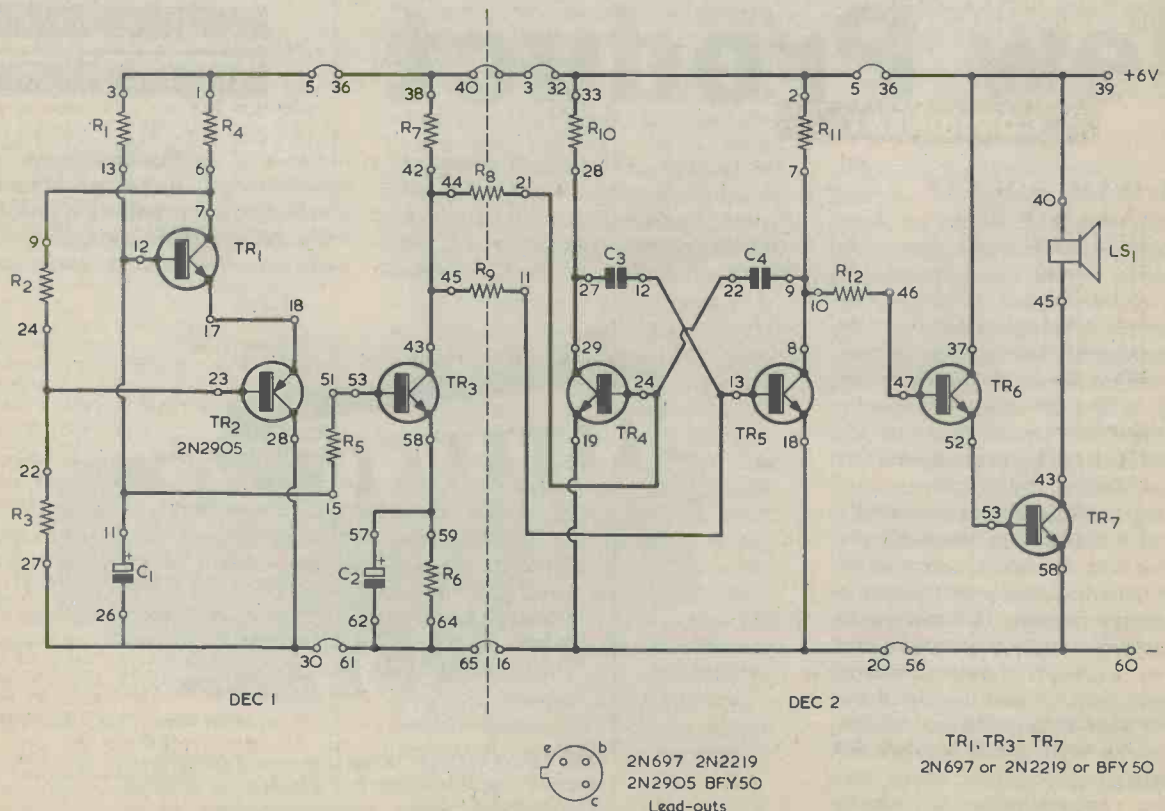 5 36 40 1 3 32 5 36 +6V
39
3 1 38 33 2
R1 R4 R7 R10 R11
13 6 42 28 7
44 R8 21
40
7
9 12 TR1
LS1
C3 C4 R12
R2 45 R9 11 27 12 22 9 10 46
45
24 17 18
43 29 8 37
23 51 53 TR3 24 13 47 TR6
TR2
2N2905
28 R5 58 19 TR4 TR5 18 52
22 15
43
R3 11 57 59 53 TR7
27 C1 + C2 + R6 58
26 62 64
30 61 65 16 20 56 60 -
DEC 1 DEC 2
e b
c
2N697 2N2219
2N2905 BFY50
Lead-outs
TR1, TR3- TR7
2N697 or 2N2219 or BFY50